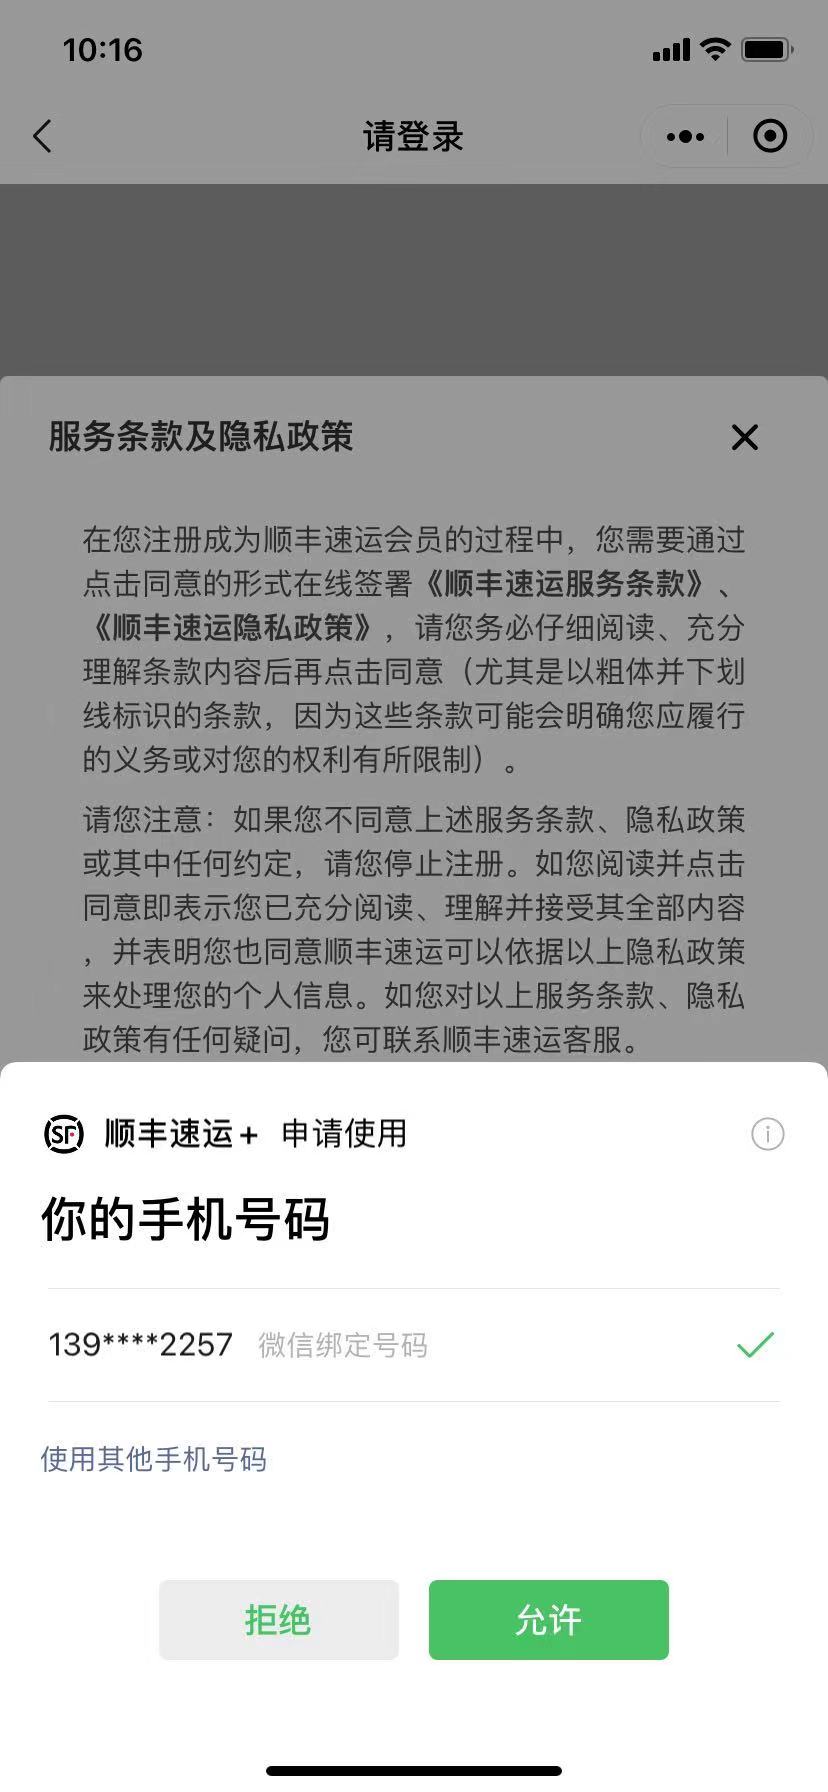 10:16
请登录
服务条款及隐私政策
在您注册成为顺丰速运会员的过程中，您需要通过
点击同意的形式在线签署《顺丰速运服务条款》、
《顺丰速运隐私政策》，请您务必仔细阅读、充分
理解条款内容后再点击同意（尤其是以粗体并下划
线标识的条款，因为这些条款可能会明确您应履行
的义务或对您的权利有所限制）。
请您注意：如果您不同意上述服务条款、隐私政策
或其中任何约定，请您停止注册。如您阅读并点击
同意即表示您已充分阅读、理解并接受其全部内容
，并表明您也同意顺丰速运可以依据以上隐私政策
来处理您的个人信息。如您对以上服务条款、隐私
政策有任何疑问，您可联系顺丰速运客服。
SF 顺丰速运+ 申请使用
你的手机号码
139****2257 微信绑定号码
使用其他手机号码
拒绝 允许